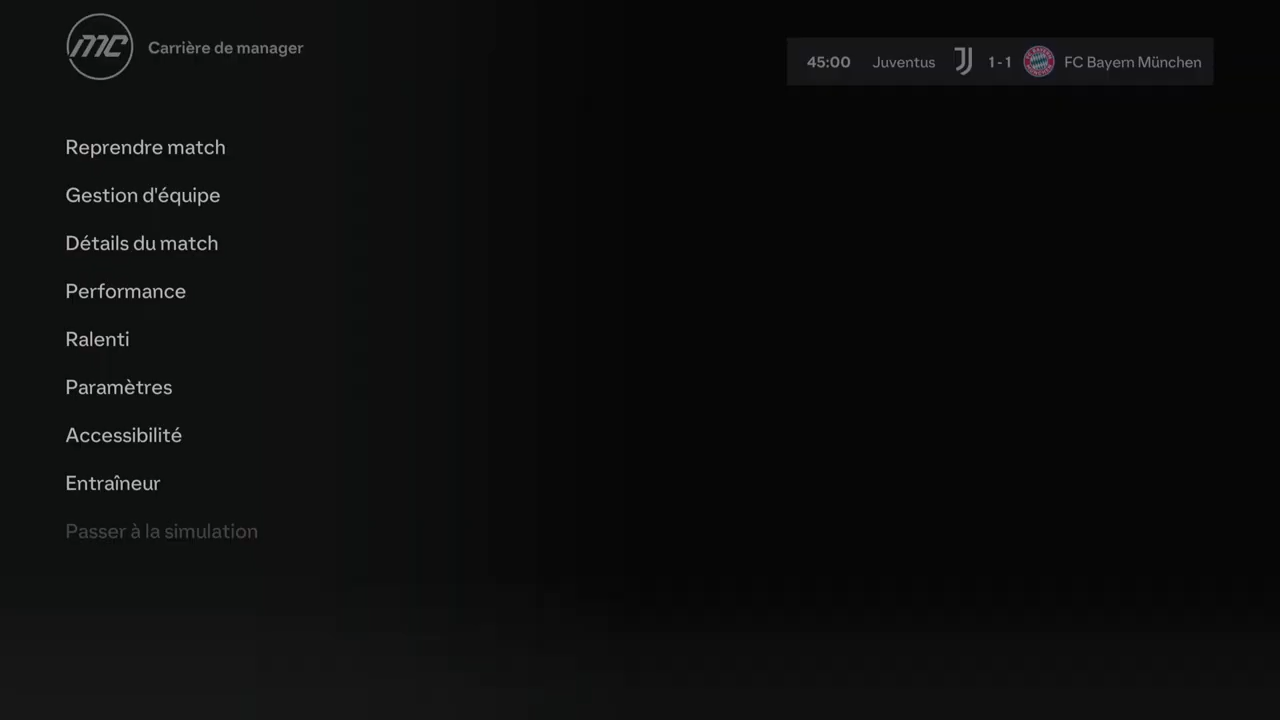 MC Carrière de manager
45:00 Juventus 1 - 1 FC Bayern München
Reprendre match
Gestion d'équipe
Détails du match
Performance
Ralenti
Paramètres
Accessibilité
Entraîneur
Passer à la simulation